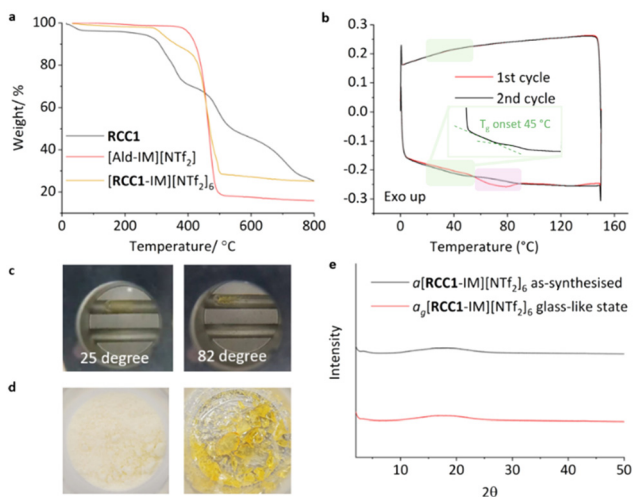 a
100
80
60
40
20
Weight/ %
RCC1
[Ald-IM][NTf2]
[RCC1-IM][NTf2]6
0 200 400 600 800
Temperature/ °C
b
0.3
0.2
0.1
0.0
-0.1
-0.2
-0.3
1st cycle
2nd cycle
Tg onset 45 °C
Exo up
0 30 60 90 120 150
Temperature (°C)
c
25 degree
82 degree
d
e
Intensity
a[RCC1-IM][NTf2]6 as-synthesised
ag[RCC1-IM][NTf2]6 glass-like state
10 20 30 40 50
2θ